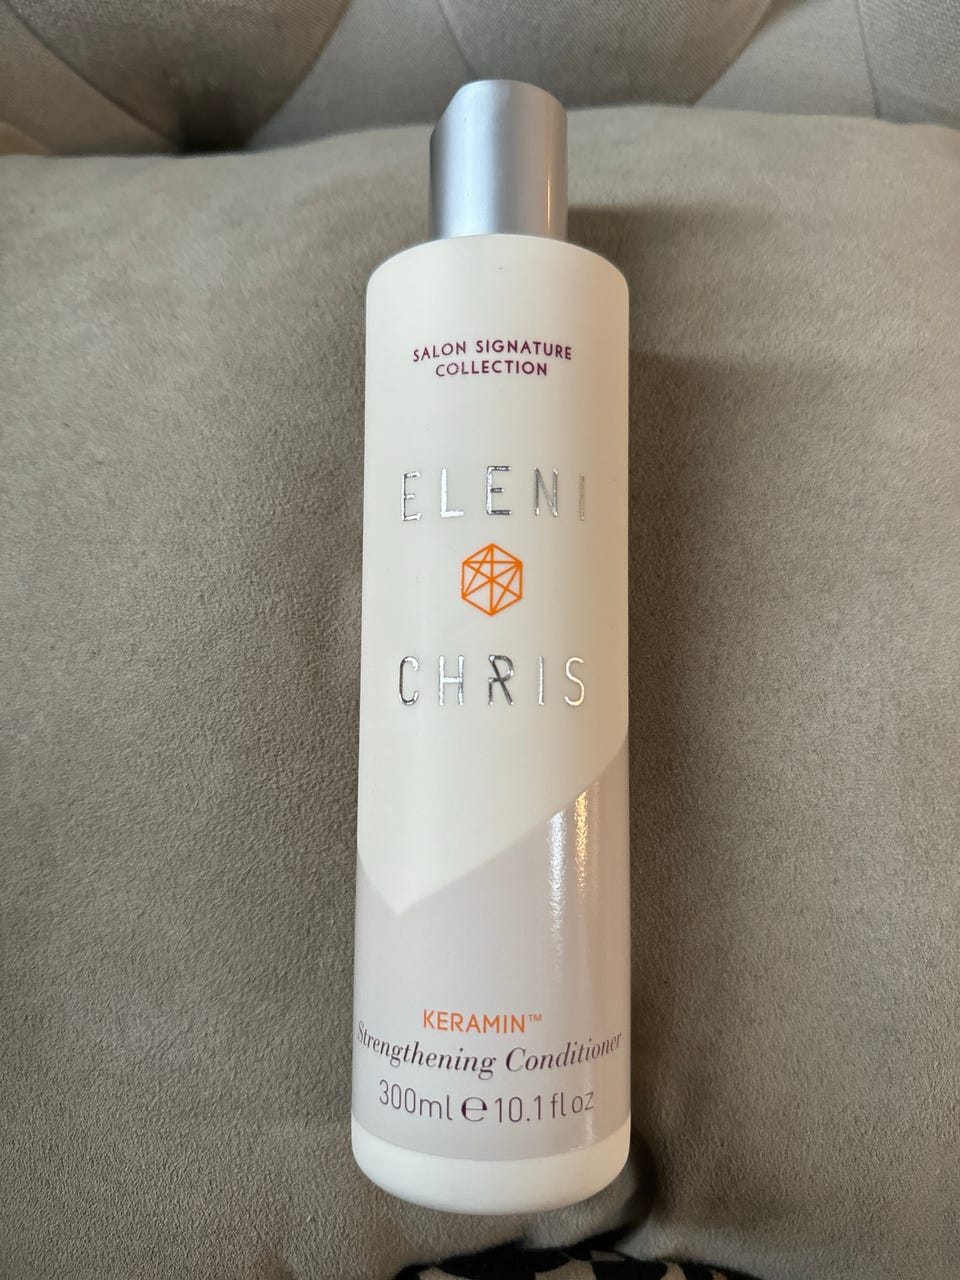 SALON SIGNATURE
COLLECTION
ELENI
CHRIS
KERAMIN™
Strengthening Conditioner
300ml ℮ 10.1 fl oz